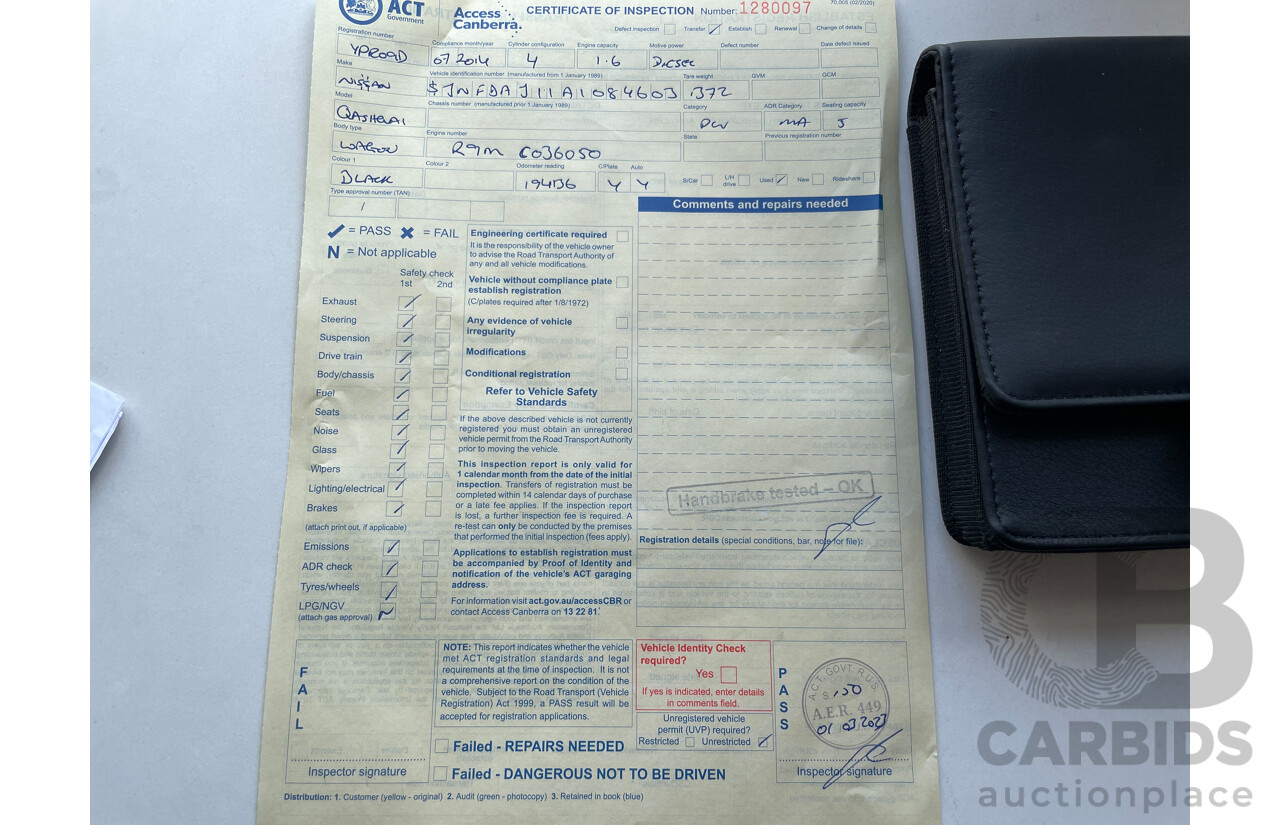 ACT
Government
Access
Canberra.
CERTIFICATE OF INSPECTION Number: 1280097
70.005 (02/2020)
Defect inspection Transfer Establish Renewal Change of details
Registration number
Compliance month/year Cylinder configuration Engine capacity Motive power Defect number Date defect issued
07 2014 4 1.6
Make
Vehicle identification number (manufactured from 1 January 1989) Tare weight GVM GCM
NISSAN
SJNFDAJ11A1084603 1372
Model
Chassis number (manufactured prior 1 January 1989) Category ADR Category Seating capacity
QASHQAI MA 5
Body type
Engine number State Previous registration number
WAGON R9M C036050
Colour 1 Colour 2 Odometer reading C/Plate Auto
BLACK Y Y
S/Car L/H drive Used New Rideshare
Type approval number (TAN)
/
Comments and repairs needed
= PASS = FAIL
N = Not applicable
Safety check
1st 2nd
Exhaust
Steering
Suspension
Drive train
Body/chassis
Fuel
Seats
Noise
Glass
Wipers
Lighting/electrical
Brakes
(attach print out, if applicable)
Emissions
ADR check
Tyres/wheels
LPG/NGV
(attach gas approval)
N
Engineering certificate required
It is the responsibility of the vehicle owner
to advise the Road Transport Authority of
any and all vehicle modifications.
Vehicle without compliance plate
establish registration
(C/plates required after 1/8/1972)
Any evidence of vehicle
irregularity
Modifications
Conditional registration
Refer to Vehicle Safety
Standards
If the above described vehicle is not currently
registered you must obtain an unregistered
vehicle permit from the Road Transport Authority
prior to moving the vehicle.
This inspection report is only valid for
1 calendar month from the date of the initial
inspection. Transfers of registration must be
completed within 14 calendar days of purchase
or a late fee applies. If the inspection report
is lost, a further inspection fee is required. A
re-test can only be conducted by the premises
that performed the initial inspection (fees apply).
Applications to establish registration must
be accompanied by Proof of Identity and
notification of the vehicle's ACT garaging
address.
For information visit act.gov.au/accessCBR or
contact Access Canberra on 13 22 81.
Handbrake tested – OK
Registration details (special conditions, bar, note for file):
F
A
I
L
Inspector signature
NOTE: This report indicates whether the vehicle
met ACT registration standards and legal
requirements at the time of inspection. It is not
a comprehensive report on the condition of the
vehicle. Subject to the Road Transport (Vehicle
Registration) Act 1999, a PASS result will be
accepted for registration applications.
Failed - REPAIRS NEEDED
Failed - DANGEROUS NOT TO BE DRIVEN
Vehicle Identity Check
required?
Yes
If yes is indicated, enter details
in comments field.
Unregistered vehicle
permit (UVP) required?
Restricted Unrestricted
P
A
S
S
A.C.T. GOVT. R.U.S.
A.E.R. 449
01 03 2023
Inspector signature
Distribution: 1. Customer (yellow - original) 2. Audit (green - photocopy) 3. Retained in book (blue)
CARBIDS
auctionplace